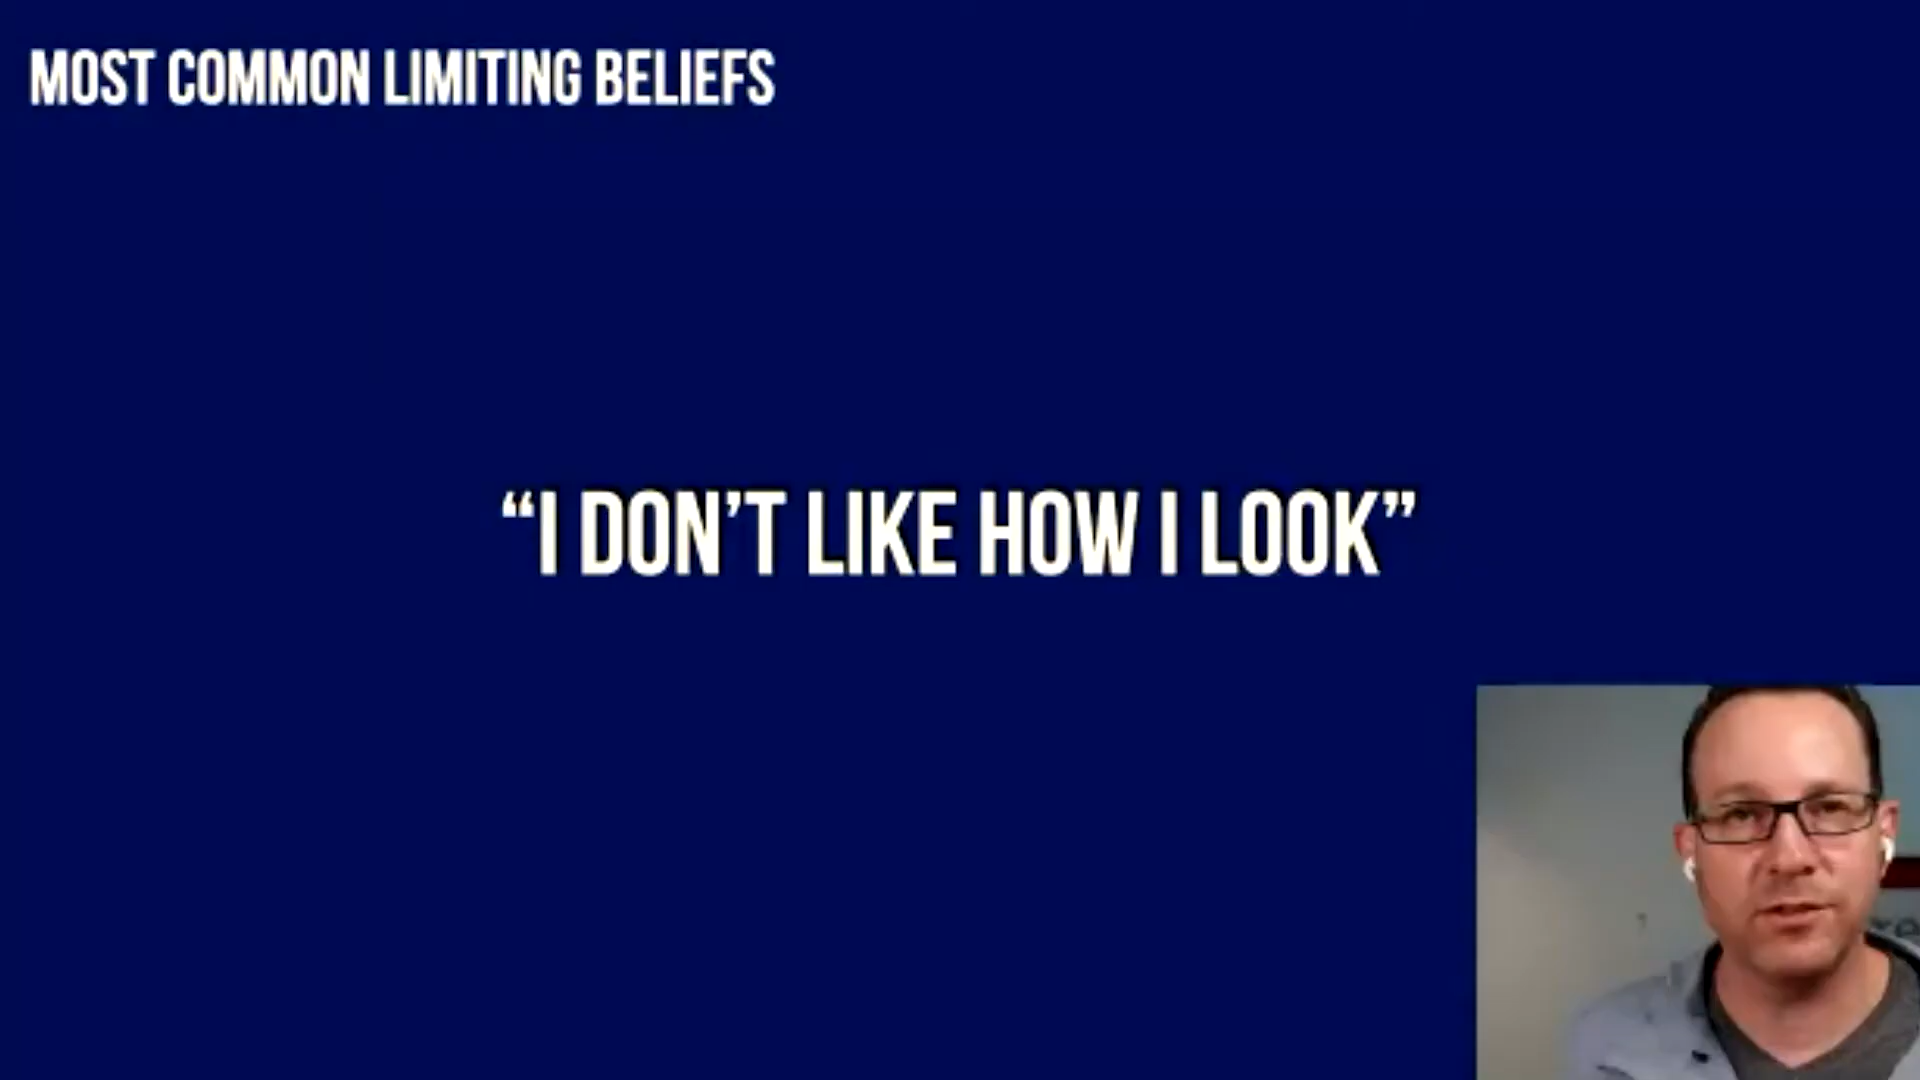 MOST COMMON LIMITING BELIEFS
“I DON’T LIKE HOW I LOOK”